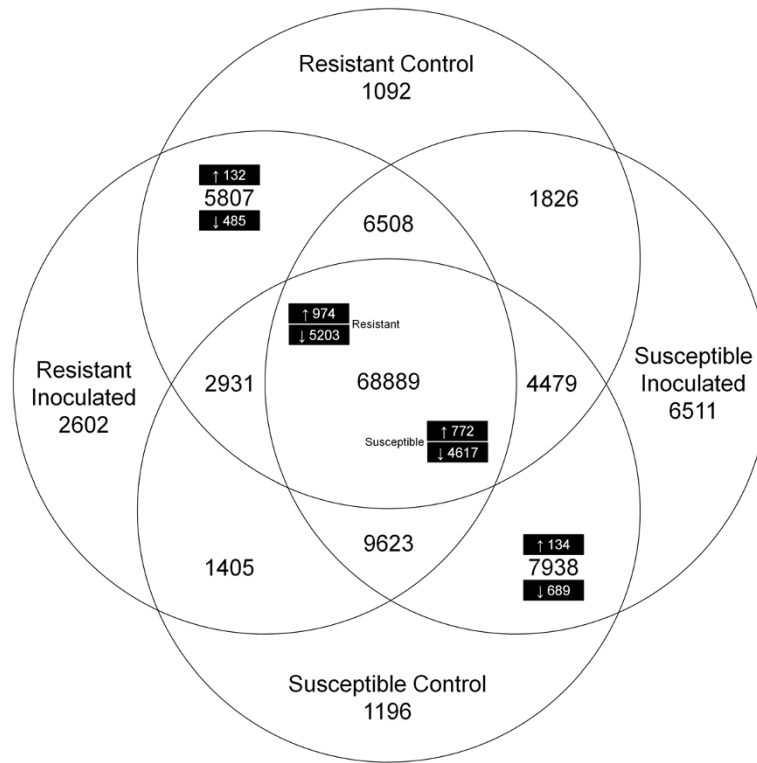 Resistant Control
1092
↑ 132
5807
↓ 485
6508
1826
↑ 974
↓ 5203
Resistant
Resistant
Inoculated
2602
2931
68889
4479
Susceptible
Inoculated
6511
Susceptible
↑ 772
↓ 4617
1405
9623
↑ 134
7938
↓ 689
Susceptible Control
1196